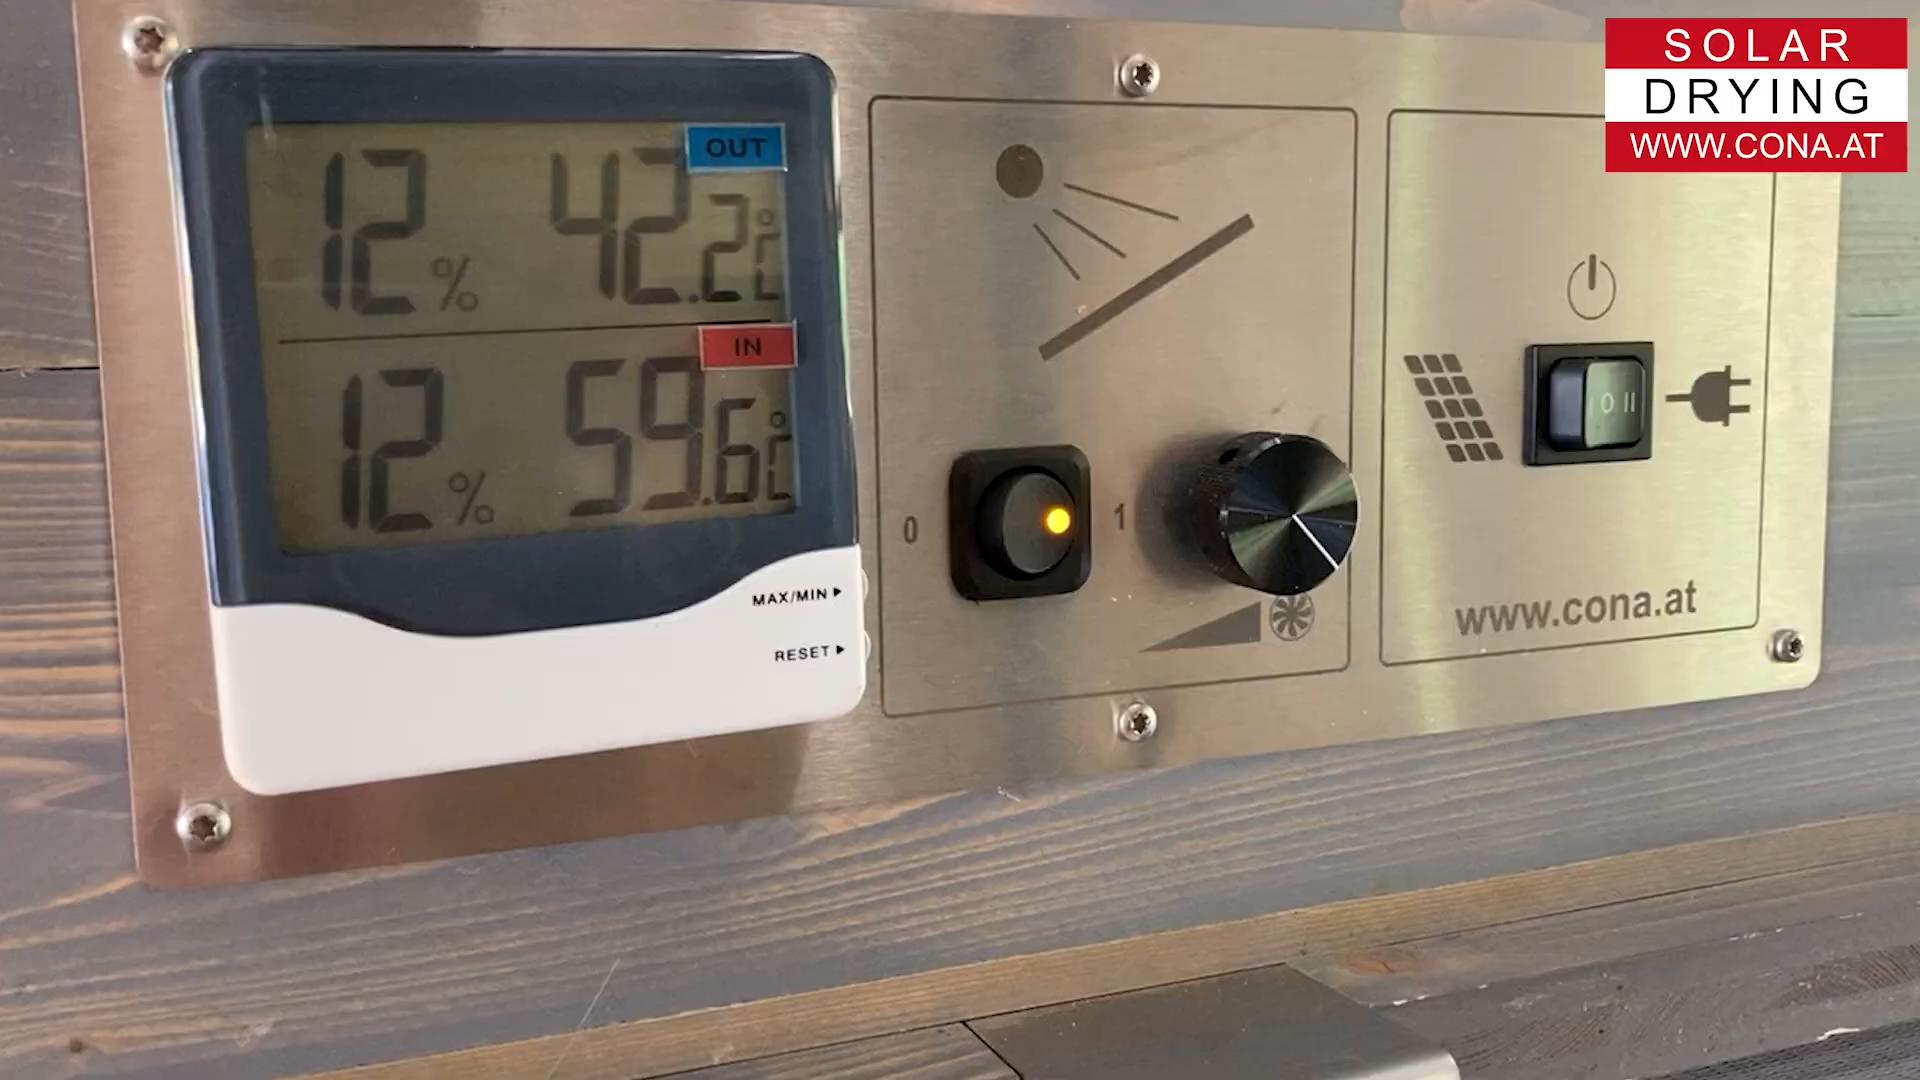 SOLAR
DRYING
WWW.CONA.AT
OUT
12 % 42.2 °C
IN
12 % 59.6 °C
MAX/MIN
RESET
0
1
I O II
www.cona.at